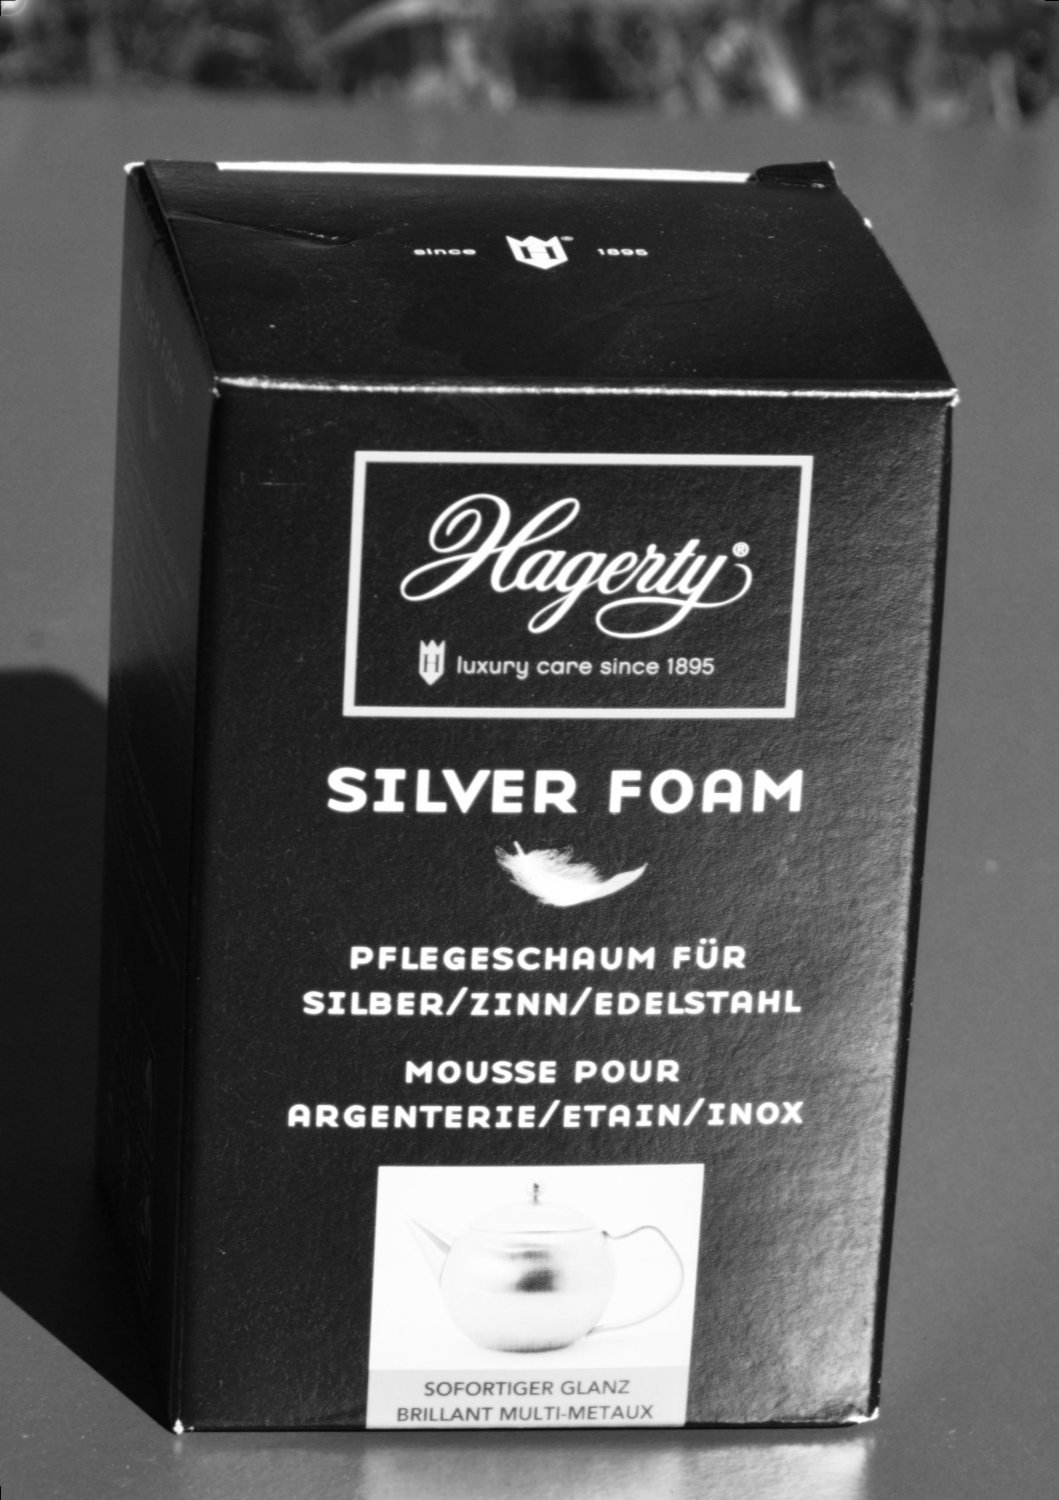 since H® 1895
Hagerty®
H luxury care since 1895
SILVER FOAM
PFLEGESCHAUM FÜR
SILBER/ZINN/EDELSTAHL
MOUSSE POUR
ARGENTERIE/ETAIN/INOX
SOFORTIGER GLANZ
BRILLANT MULTI-METAUX